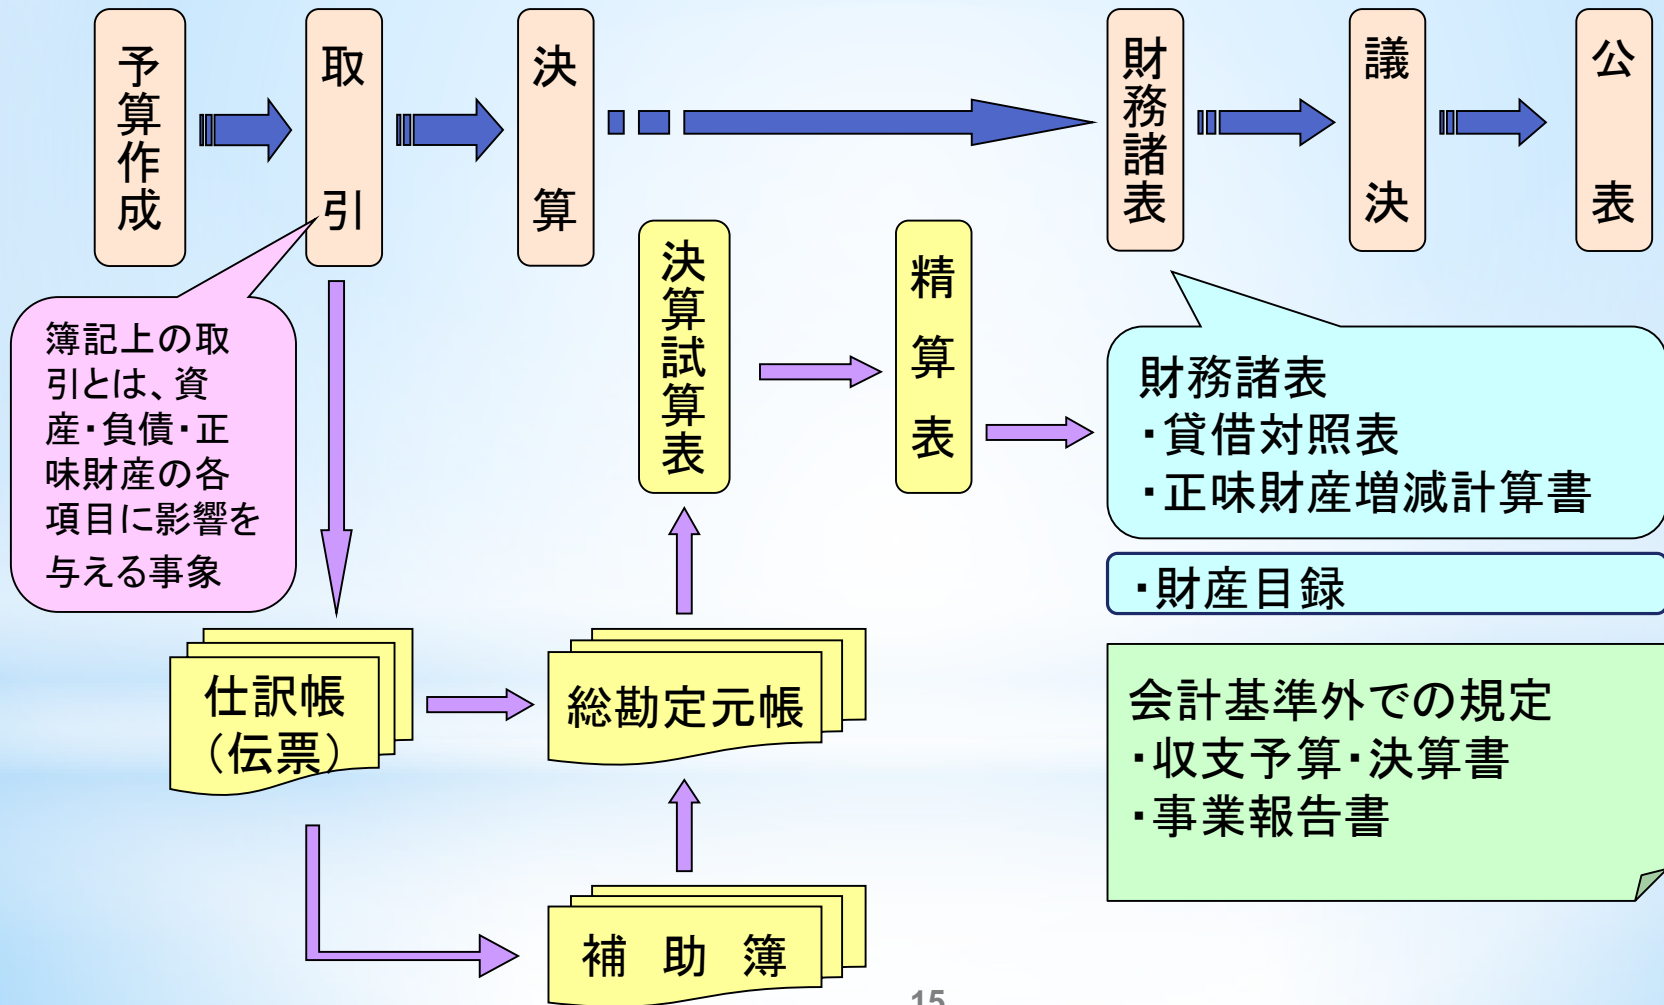 予算作成
取引
決算
財務諸表
議決
公表
簿記上の取
引とは、資
産・負債・正
味財産の各
項目に影響を
与える事象
決算試算表
精算表
財務諸表
・貸借対照表
・正味財産増減計算書
・財産目録
仕訳帳
（伝票）
総勘定元帳
会計基準外での規定
・収支予算・決算書
・事業報告書
補助簿
15